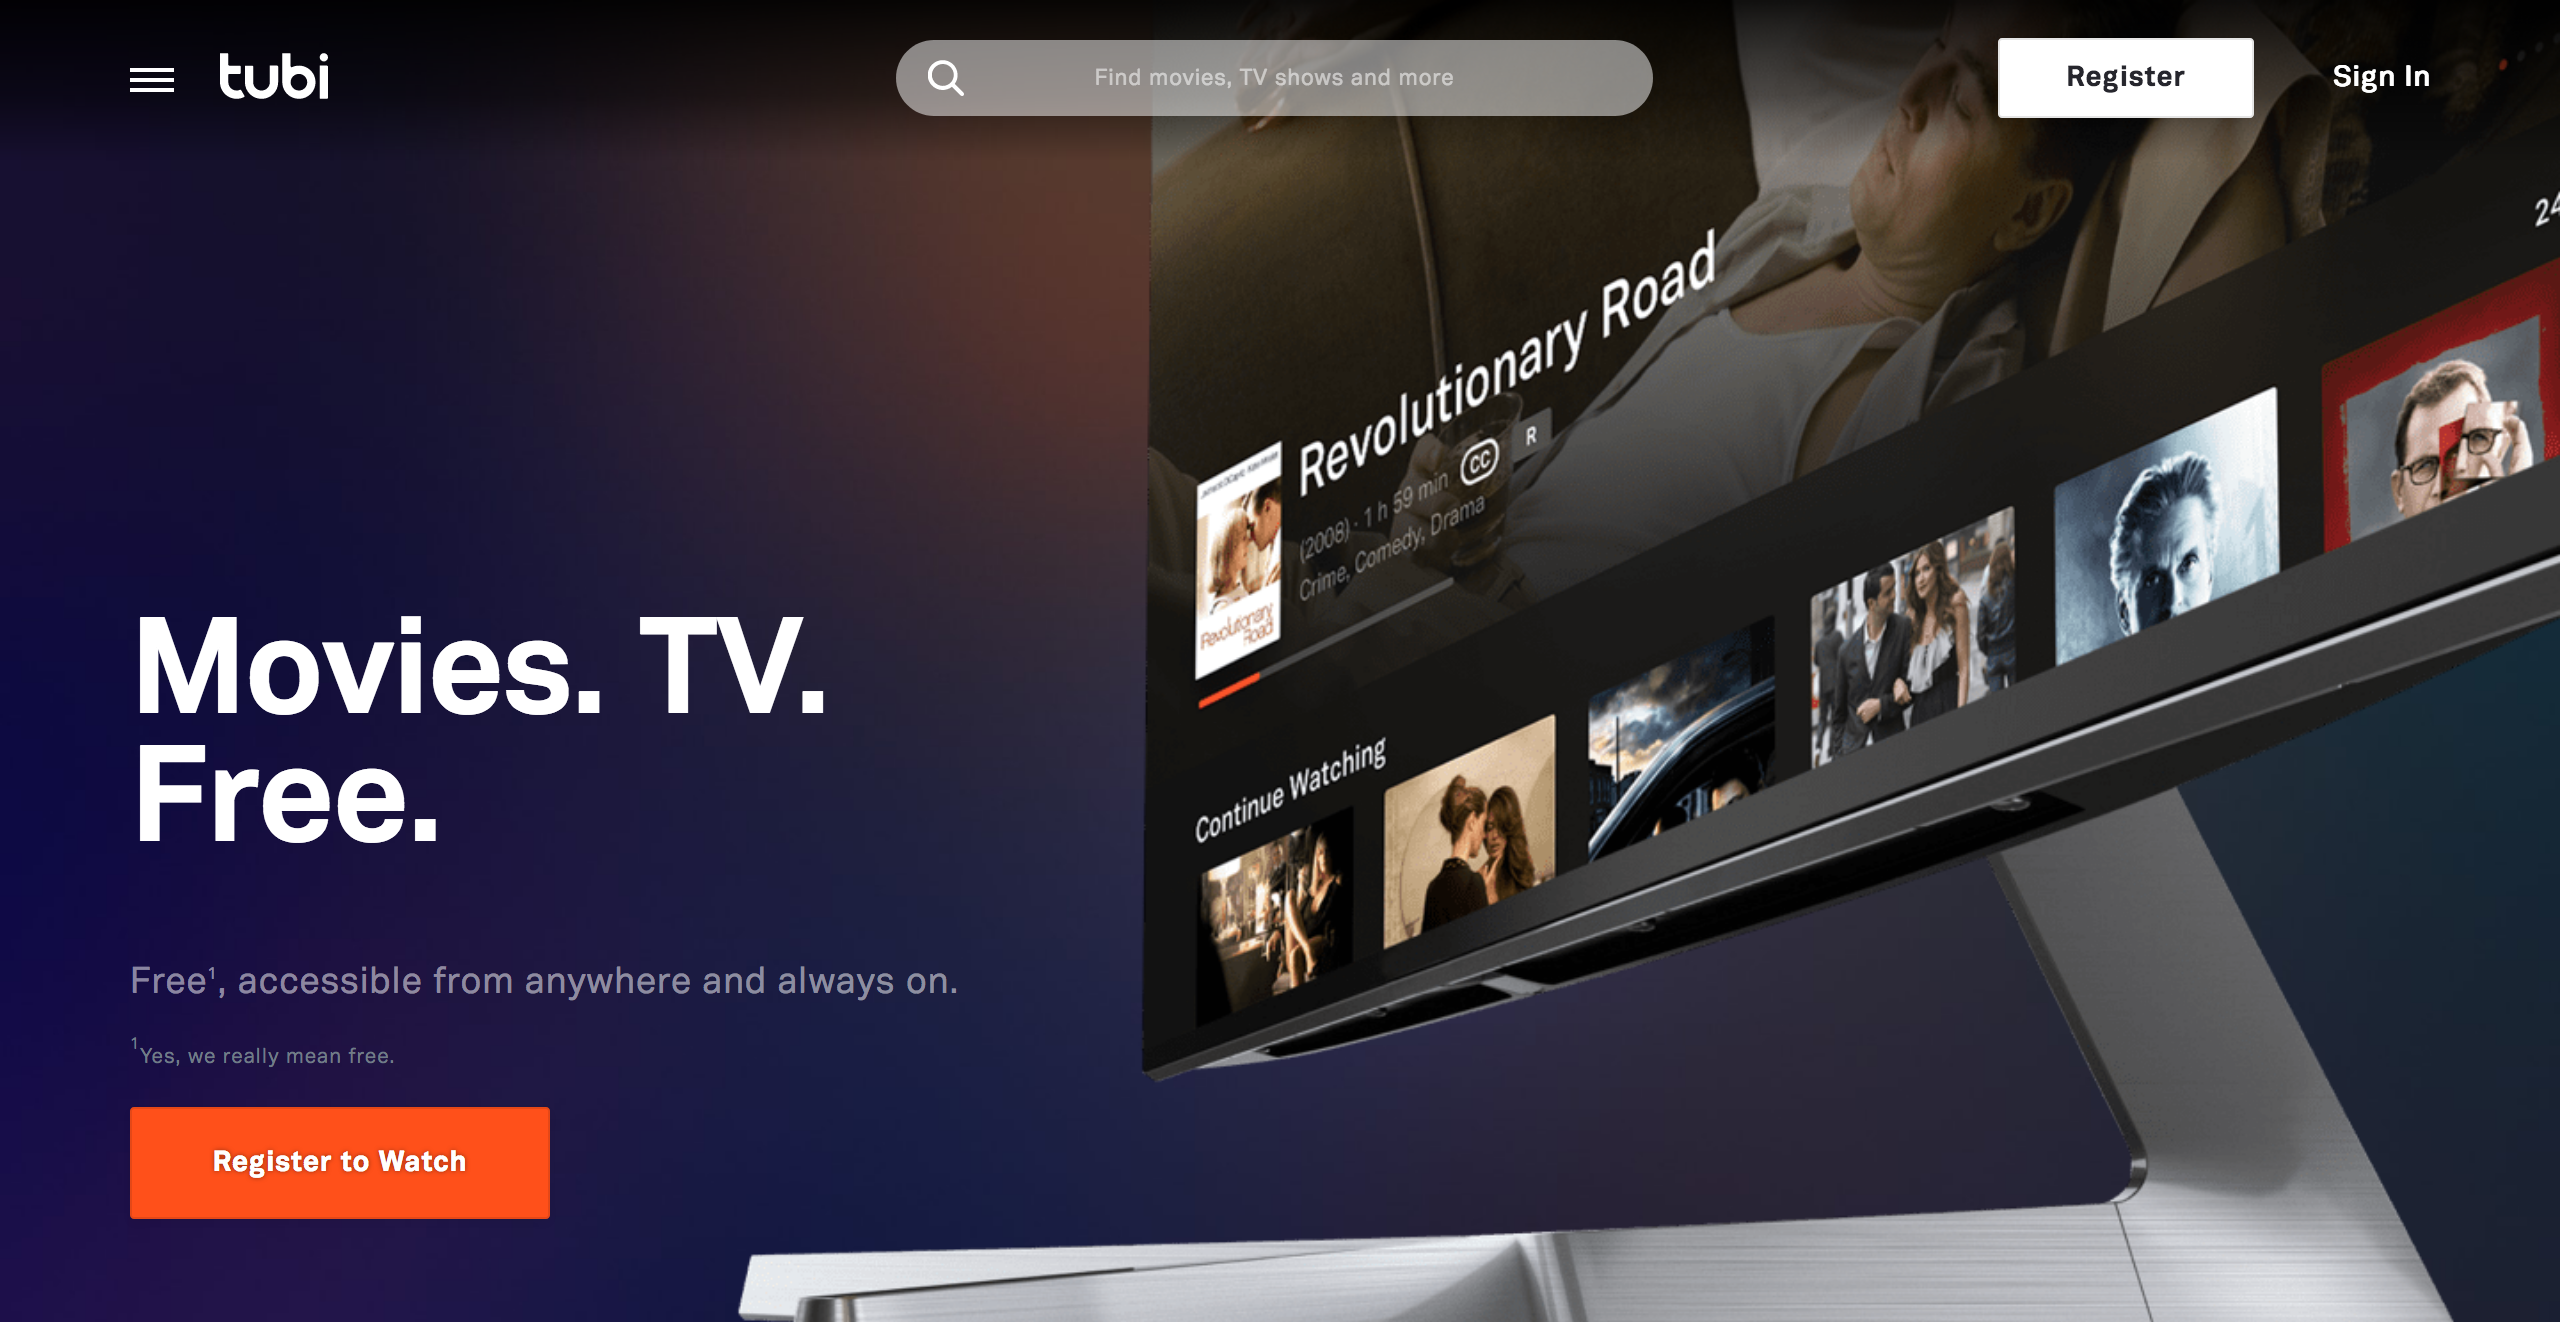 tubi
Find movies, TV shows and more
Register
Sign In
24
Revolutionary Road
(2008) · 1 h 59 min CC R
Crime, Comedy, Drama
Revolutionary
Road
Continue Watching
Movies. TV.
Free.
Free¹, accessible from anywhere and always on.
¹Yes, we really mean free.
Register to Watch